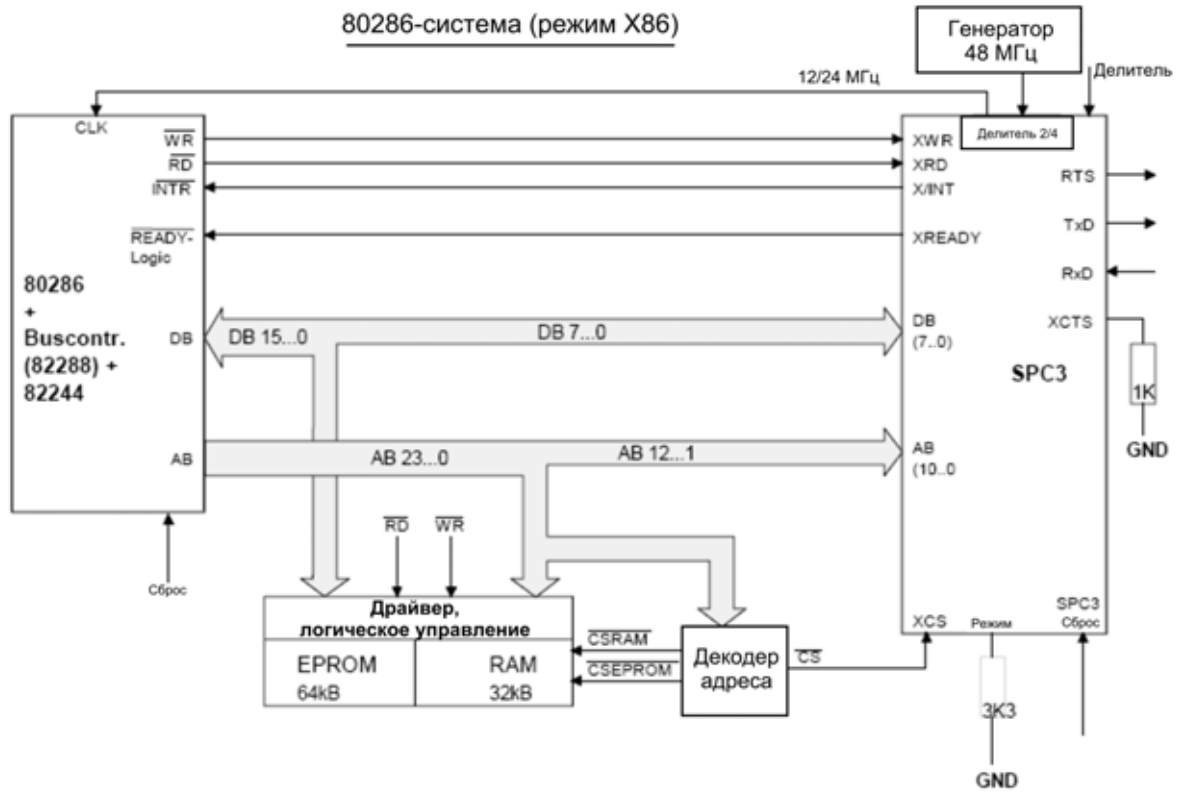 80286-система (режим X86)
Генератор
48 МГц
12/24 МГц
Делитель
CLK
Делитель 2/4
WR
XWR
RD
XRD
INTR
X/INT
RTS
READY-
Logic
XREADY
TxD
RxD
80286
+
Buscontr.
(82288) +
82244
DB
DB 15...0
DB 7...0
DB
(7..0)
XCTS
SPC3
1K
GND
AB
AB 23...0
AB 12...1
AB
(10..0
RD
WR
Сброс
Драйвер,
логическое управление
EPROM
64kB
RAM
32kB
CSRAM
CSEPROM
Декодер
адреса
CS
XCS
Режим
SPC3
Сброс
3K3
GND